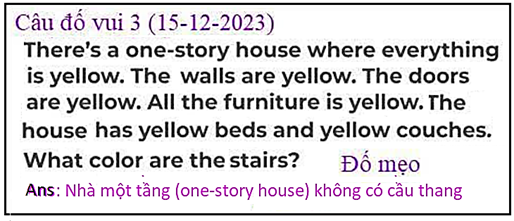 Câu đố vui 3 (15-12-2023)
There's a one-story house where everything
is yellow. The walls are yellow. The doors
are yellow. All the furniture is yellow. The
house has yellow beds and yellow couches.
What color are the stairs? Đố mẹo
Ans: Nhà một tầng (one-story house) không có cầu thang